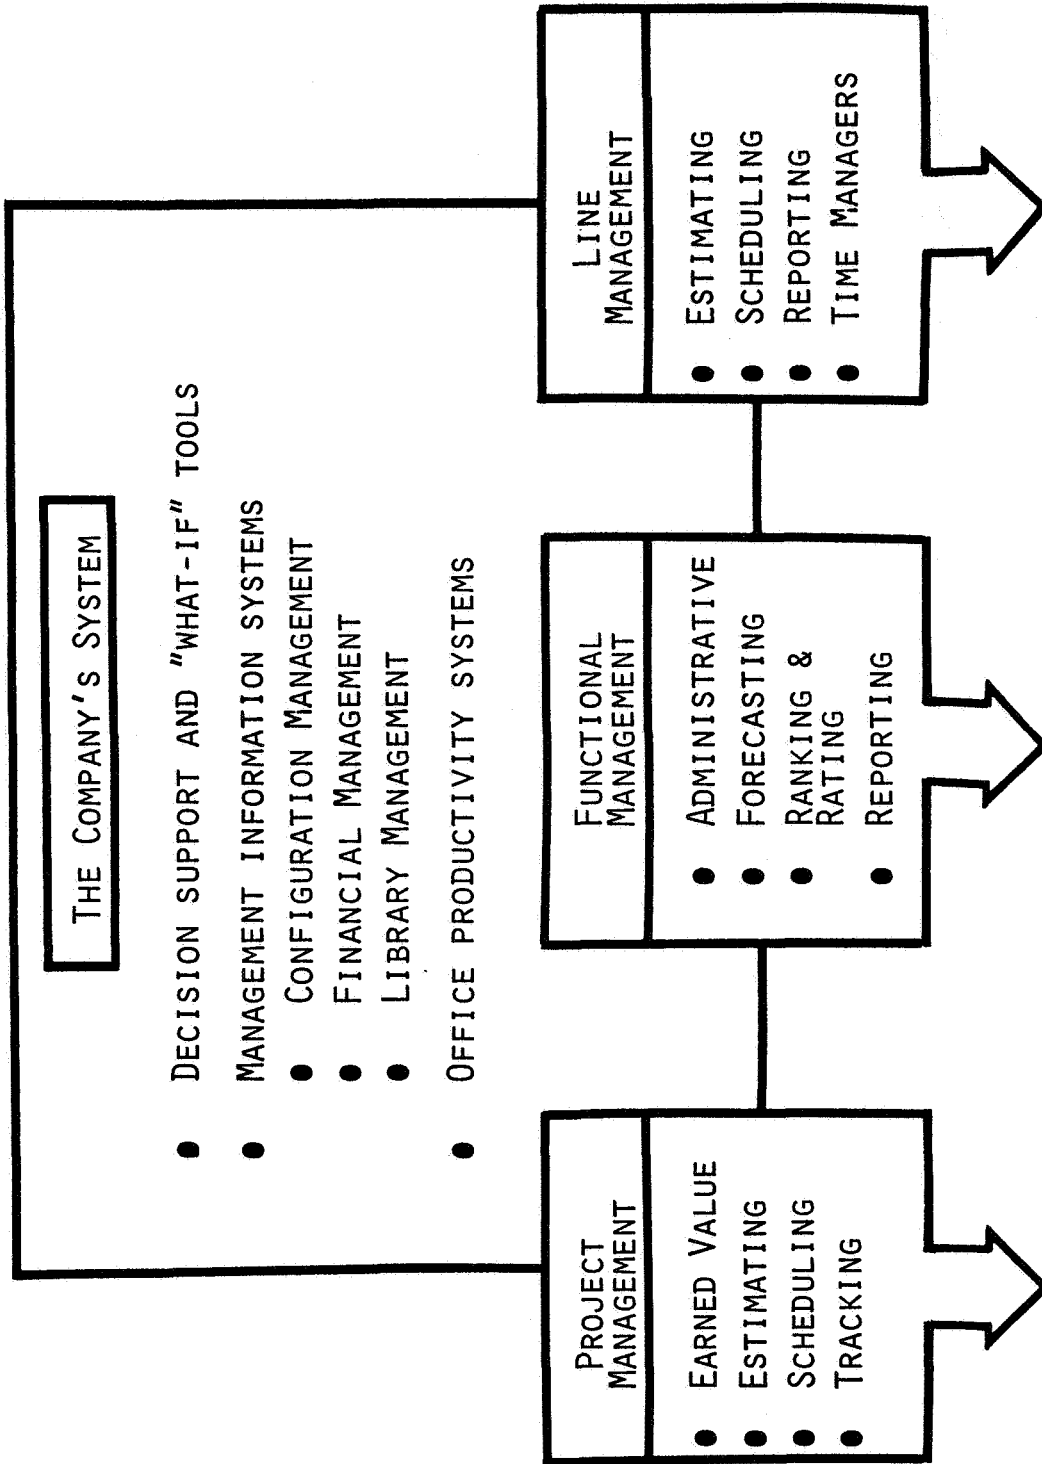 THE COMPANY'S SYSTEM
● DECISION SUPPORT AND "WHAT-IF" TOOLS
● MANAGEMENT INFORMATION SYSTEMS
● CONFIGURATION MANAGEMENT
● FINANCIAL MANAGEMENT
● LIBRARY MANAGEMENT
● OFFICE PRODUCTIVITY SYSTEMS
PROJECT
MANAGEMENT
● EARNED VALUE
● ESTIMATING
● SCHEDULING
● TRACKING
FUNCTIONAL
MANAGEMENT
● ADMINISTRATIVE
● FORECASTING
● RANKING &
RATING
● REPORTING
LINE
MANAGEMENT
● ESTIMATING
● SCHEDULING
● REPORTING
● TIME MANAGERS